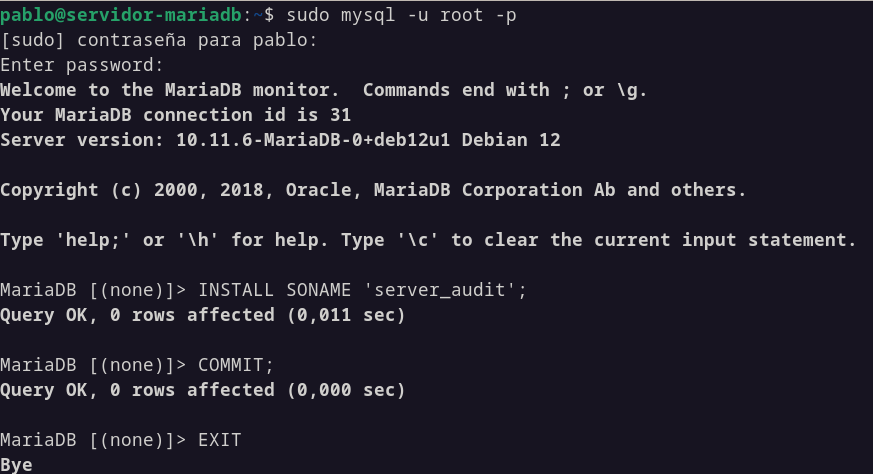 pablo@servidor-mariadb:~$ sudo mysql -u root -p
[sudo] contraseña para pablo:
Enter password:
Welcome to the MariaDB monitor.  Commands end with ; or \g.
Your MariaDB connection id is 31
Server version: 10.11.6-MariaDB-0+deb12u1 Debian 12

Copyright (c) 2000, 2018, Oracle, MariaDB Corporation Ab and others.

Type 'help;' or '\h' for help. Type '\c' to clear the current input statement.

MariaDB [(none)]> INSTALL SONAME 'server_audit';
Query OK, 0 rows affected (0,011 sec)

MariaDB [(none)]> COMMIT;
Query OK, 0 rows affected (0,000 sec)

MariaDB [(none)]> EXIT
Bye